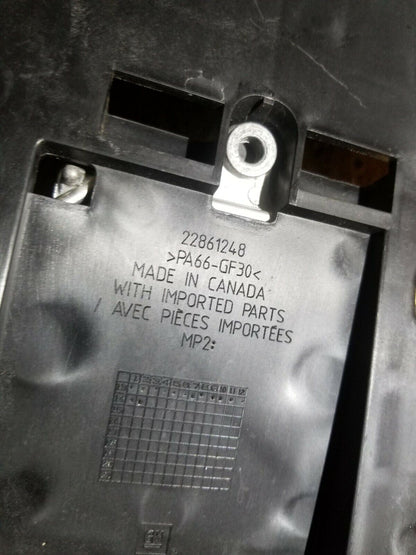 22861248
>PA66-GF30<
MADE IN CANADA
WITH IMPORTED PARTS
/ AVEC PIÈCES IMPORTÉES
MP2: